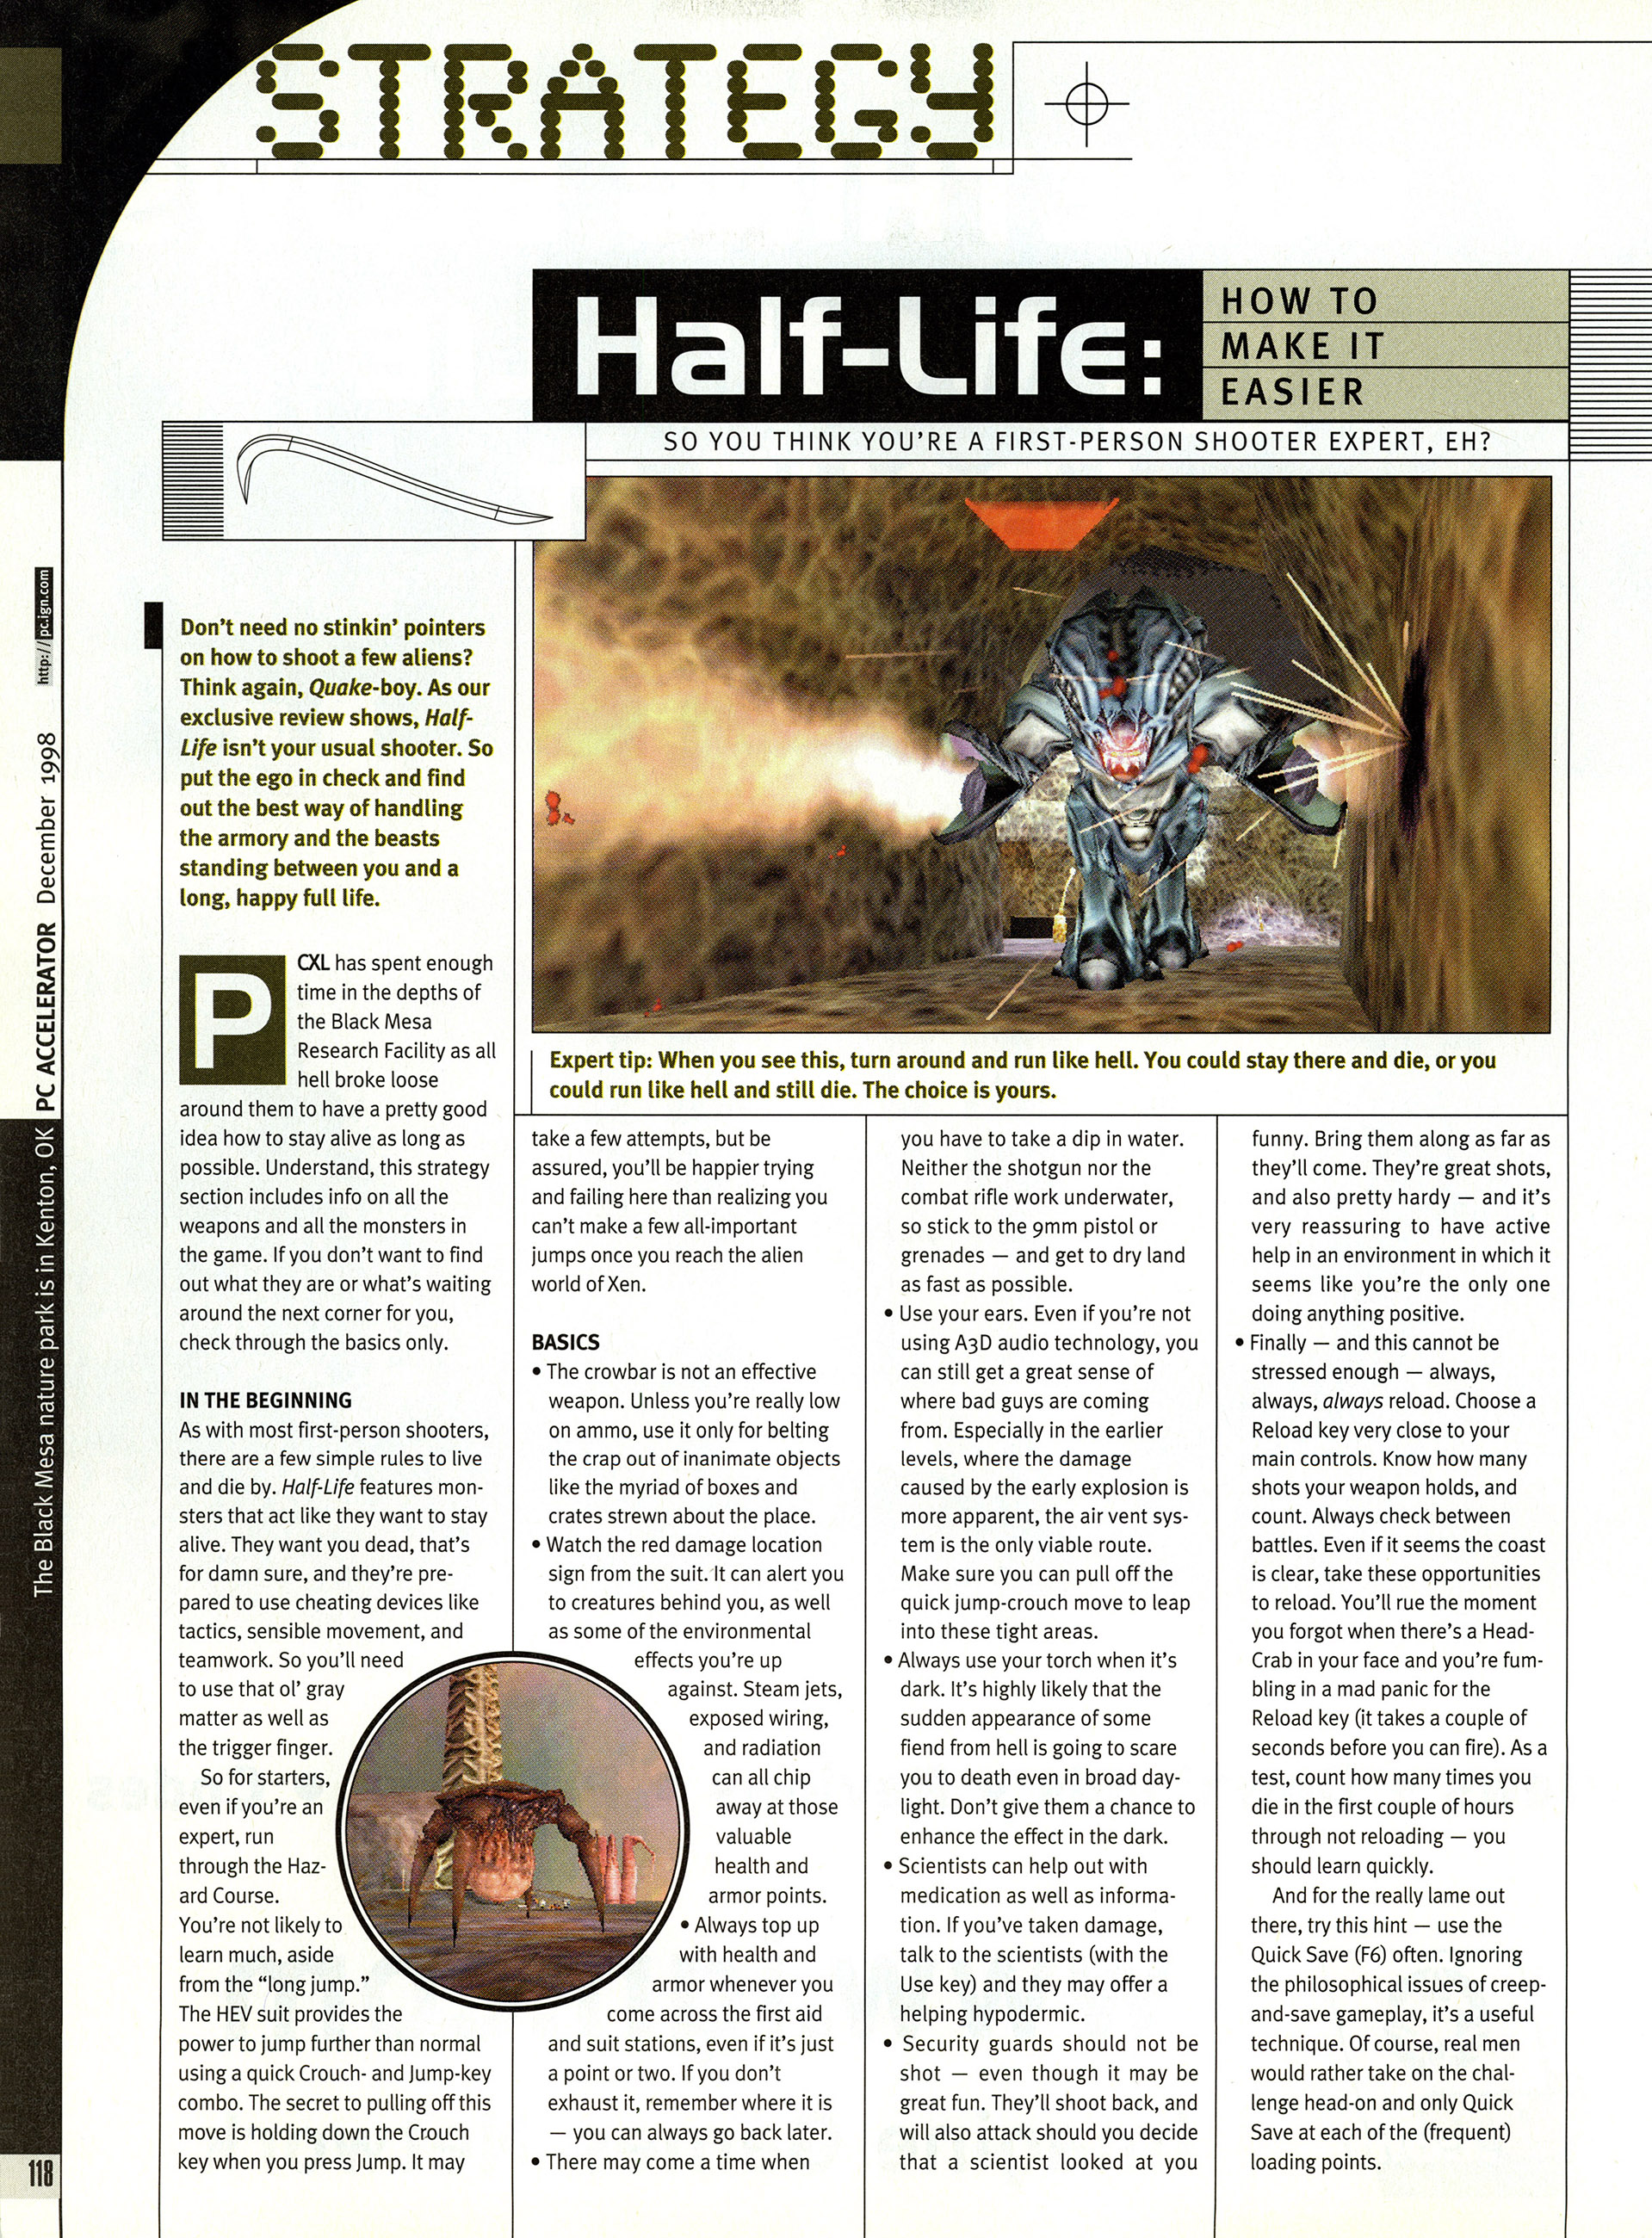 STRATEGY
Half-Life:
HOW TO
MAKE IT
EASIER
SO YOU THINK YOU'RE A FIRST-PERSON SHOOTER EXPERT, EH?
Don't need no stinkin' pointers
on how to shoot a few aliens?
Think again, Quake-boy. As our
exclusive review shows, Half-
Life isn't your usual shooter. So
put the ego in check and find
out the best way of handling
the armory and the beasts
standing between you and a
long, happy full life.
PCXL has spent enough
time in the depths of
the Black Mesa
Research Facility as all
hell broke loose
around them to have a pretty good
idea how to stay alive as long as
possible. Understand, this strategy
section includes info on all the
weapons and all the monsters in
the game. If you don't want to find
out what they are or what's waiting
around the next corner for you,
check through the basics only.
IN THE BEGINNING
As with most first-person shooters,
there are a few simple rules to live
and die by. Half-Life features mon-
sters that act like they want to stay
alive. They want you dead, that's
for damn sure, and they're pre-
pared to use cheating devices like
tactics, sensible movement, and
teamwork. So you'll need
to use that ol' gray
matter as well as
the trigger finger.
So for starters,
even if you're an
expert, run
through the Haz-
ard Course.
You're not likely to
learn much, aside
from the "long jump."
The HEV suit provides the
power to jump further than normal
using a quick Crouch- and Jump-key
combo. The secret to pulling off this
move is holding down the Crouch
key when you press Jump. It may
Expert tip: When you see this, turn around and run like hell. You could stay there and die, or you
could run like hell and still die. The choice is yours.
take a few attempts, but be
assured, you'll be happier trying
and failing here than realizing you
can't make a few all-important
jumps once you reach the alien
world of Xen.
BASICS
• The crowbar is not an effective
weapon. Unless you're really low
on ammo, use it only for belting
the crap out of inanimate objects
like the myriad of boxes and
crates strewn about the place.
• Watch the red damage location
sign from the suit. It can alert you
to creatures behind you, as well
as some of the environmental
effects you're up
against. Steam jets,
exposed wiring,
and radiation
can all chip
away at those
valuable
health and
armor points.
• Always top up
with health and
armor whenever you
come across the first aid
and suit stations, even if it's just
a point or two. If you don't
exhaust it, remember where it is
— you can always go back later.
• There may come a time when
you have to take a dip in water.
Neither the shotgun nor the
combat rifle work underwater,
so stick to the 9mm pistol or
grenades — and get to dry land
as fast as possible.
• Use your ears. Even if you're not
using A3D audio technology, you
can still get a great sense of
where bad guys are coming
from. Especially in the earlier
levels, where the damage
caused by the early explosion is
more apparent, the air vent sys-
tem is the only viable route.
Make sure you can pull off the
quick jump-crouch move to leap
into these tight areas.
• Always use your torch when it's
dark. It's highly likely that the
sudden appearance of some
fiend from hell is going to scare
you to death even in broad day-
light. Don't give them a chance to
enhance the effect in the dark.
• Scientists can help out with
medication as well as informa-
tion. If you've taken damage,
talk to the scientists (with the
Use key) and they may offer a
helping hypodermic.
• Security guards should not be
shot — even though it may be
great fun. They'll shoot back, and
will also attack should you decide
that a scientist looked at you
funny. Bring them along as far as
they'll come. They're great shots,
and also pretty hardy — and it's
very reassuring to have active
help in an environment in which it
seems like you're the only one
doing anything positive.
• Finally — and this cannot be
stressed enough — always,
always, always reload. Choose a
Reload key very close to your
main controls. Know how many
shots your weapon holds, and
count. Always check between
battles. Even if it seems the coast
is clear, take these opportunities
to reload. You'll rue the moment
you forgot when there's a Head-
Crab in your face and you're fum-
bling in a mad panic for the
Reload key (it takes a couple of
seconds before you can fire). As a
test, count how many times you
die in the first couple of hours
through not reloading — you
should learn quickly.
And for the really lame out
there, try this hint — use the
Quick Save (F6) often. Ignoring
the philosophical issues of creep-
and-save gameplay, it's a useful
technique. Of course, real men
would rather take on the chal-
lenge head-on and only Quick
Save at each of the (frequent)
loading points.
The Black Mesa nature park is in Kenton, OK PC ACCELERATOR December 1998 http://pc.ign.com
118